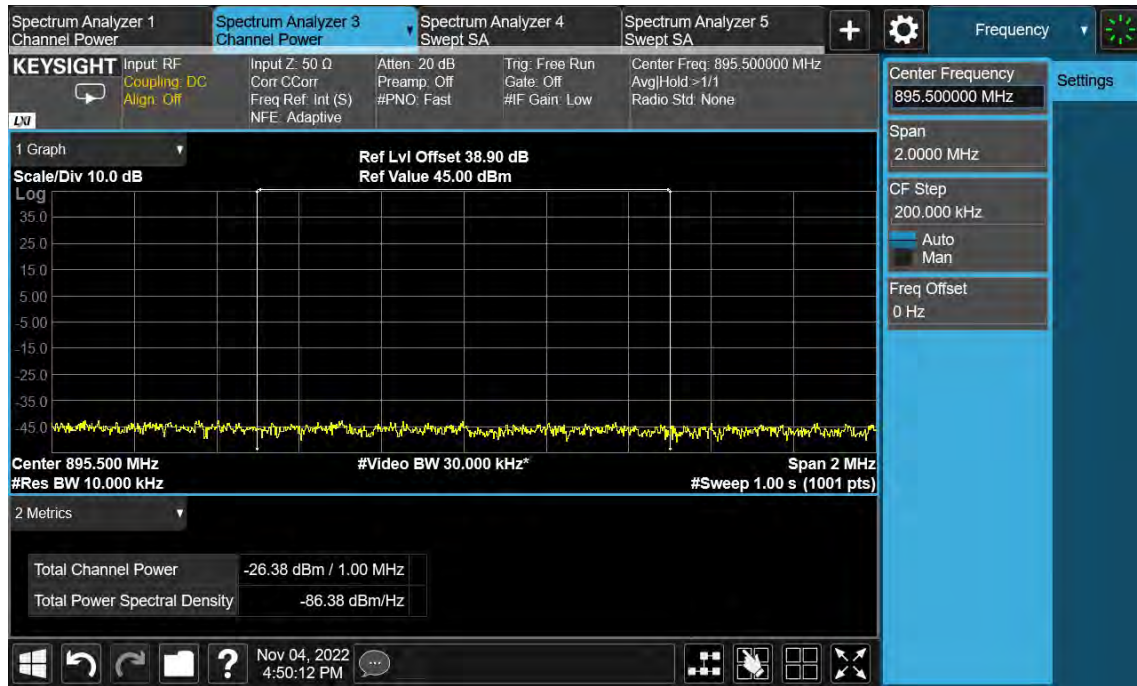 Spectrum Analyzer 1
Channel Power
Spectrum Analyzer 3
Channel Power
Spectrum Analyzer 4
Swept SA
Spectrum Analyzer 5
Swept SA
+
Frequency
KEYSIGHT
LXI
Input: RF
Coupling: DC
Align: Off
Input Z: 50 Ω
Corr CCorr
Freq Ref: Int (S)
NFE: Adaptive
Atten: 20 dB
Preamp: Off
#PNO: Fast
Trig: Free Run
Gate: Off
#IF Gain: Low
Center Freq: 895.500000 MHz
Avg|Hold:>1/1
Radio Std: None
Center Frequency
895.500000 MHz
Settings
Span
2.0000 MHz
CF Step
200.000 kHz
Auto
Man
Freq Offset
0 Hz
1 Graph
Ref Lvl Offset 38.90 dB
Scale/Div 10.0 dB
Ref Value 45.00 dBm
Log
35.0
25.0
15.0
5.00
-5.00
-15.0
-25.0
-35.0
-45.0
Center 895.500 MHz
#Video BW 30.000 kHz*
Span 2 MHz
#Res BW 10.000 kHz
#Sweep 1.00 s (1001 pts)
2 Metrics
Total Channel Power -26.38 dBm / 1.00 MHz
Total Power Spectral Density -86.38 dBm/Hz
?
Nov 04, 2022
4:50:12 PM